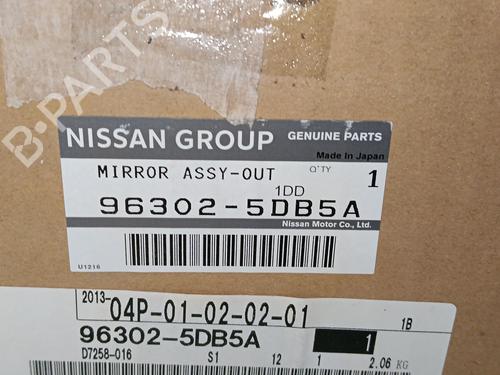 B-PARTS
NISSAN GROUP GENUINE PARTS
Made in Japan
MIRROR ASSY-OUT Q'TY 1
1DD
96302-5DB5A
Nissan Motor Co., Ltd.
U1216
2013- 04P-01-02-02-01 1B
96302-5DB5A 1
D7258-016 S1 12 1 2.06 KG